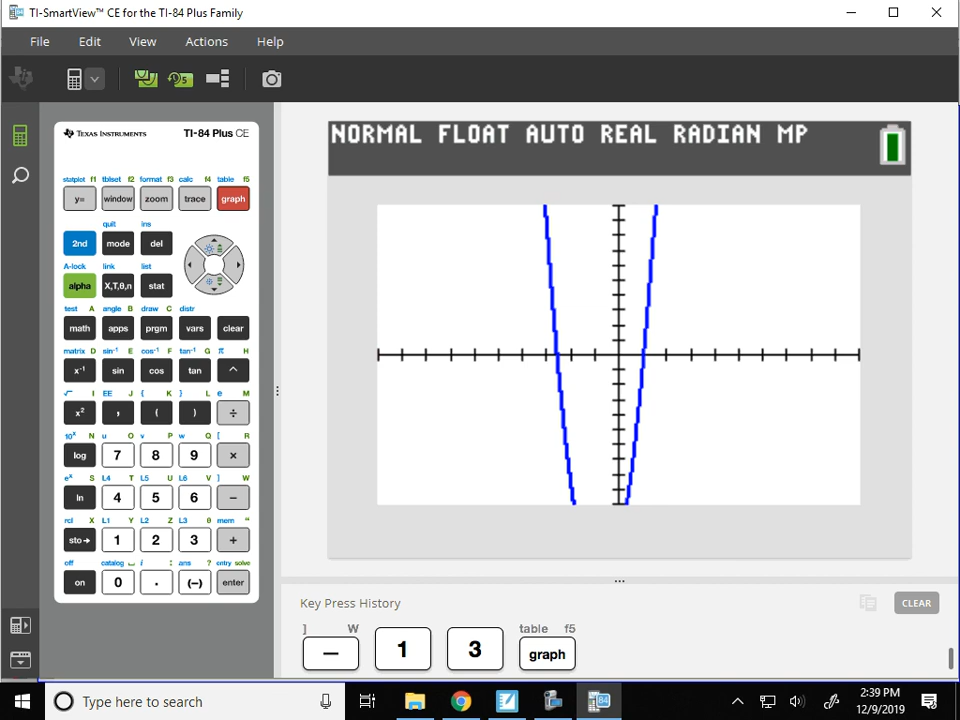 TI-SmartView™ CE for the TI-84 Plus Family
File Edit View Actions Help
TEXAS INSTRUMENTS TI-84 Plus CE
statplot f1 tblset f2 format f3 calc f4 table f5
y= window zoom trace graph
quit ins
2nd mode del
A-lock link list
alpha X,T,θ,n stat
test A angle B draw C distr
math apps prgm vars clear
matrix D sin⁻¹ E cos⁻¹ F tan⁻¹ G π H
x⁻¹ sin cos tan ^
√ I EE J { K } L e M
x² , ( ) ÷
10ˣ N u O v P w Q [ R
log 7 8 9 ×
eˣ S L4 T L5 U L6 V ] W
ln 4 5 6 −
rcl X L1 Y L2 Z L3 θ mem "
sto→ 1 2 3 +
off catalog i : ans ? entry solve
on 0 . (−) enter
NORMAL FLOAT AUTO REAL RADIAN MP
Key Press History
CLEAR
] W table f5
− 1 3 graph
Type here to search
2:39 PM
12/9/2019